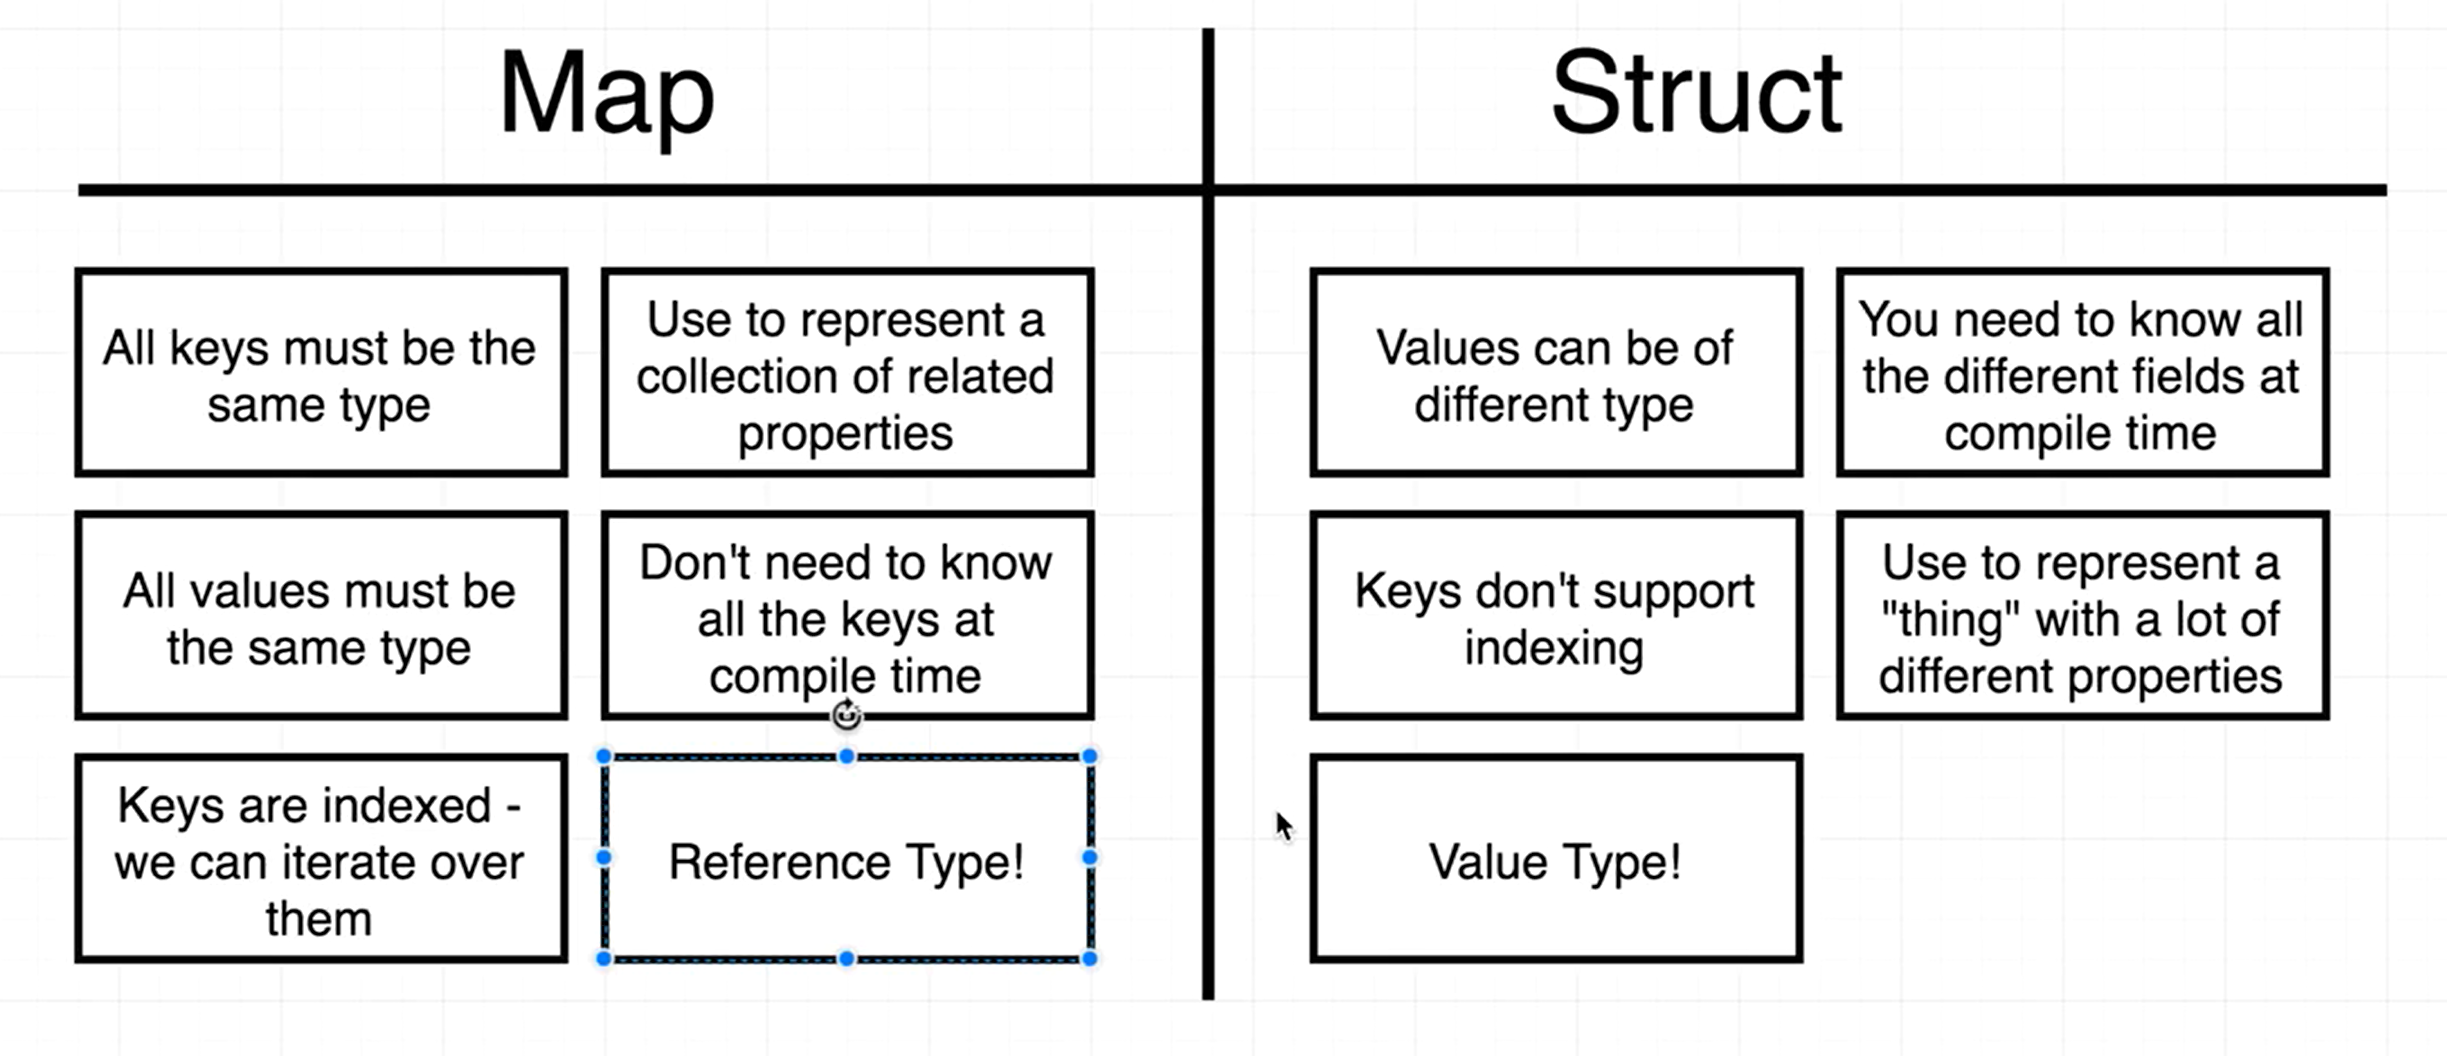 Map
Struct
All keys must be the
same type
Use to represent a
collection of related
properties
Values can be of
different type
You need to know all
the different fields at
compile time
All values must be
the same type
Don't need to know
all the keys at
compile time
Keys don't support
indexing
Use to represent a
"thing" with a lot of
different properties
Keys are indexed -
we can iterate over
them
Reference Type!
Value Type!